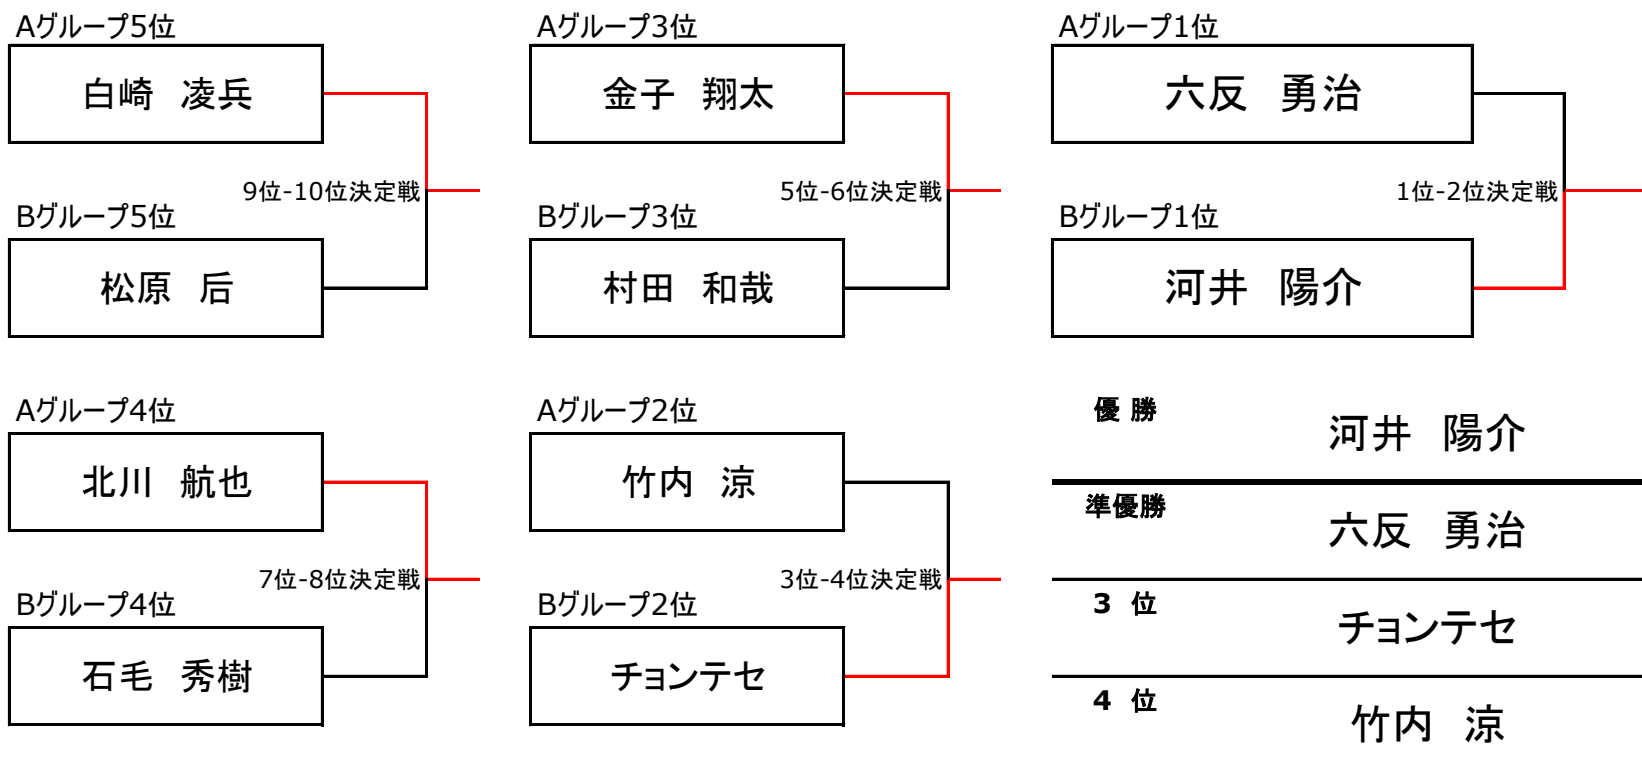 Aグループ5位
白崎　凌兵
9位-10位決定戦
Bグループ5位
松原　后
Aグループ3位
金子　翔太
5位-6位決定戦
Bグループ3位
村田　和哉
Aグループ1位
六反　勇治
1位-2位決定戦
Bグループ1位
河井　陽介
Aグループ4位
北川　航也
7位-8位決定戦
Bグループ4位
石毛　秀樹
Aグループ2位
竹内　涼
3位-4位決定戦
Bグループ2位
チョンテセ
優 勝　河井　陽介
準優勝　六反　勇治
3 位　チョンテセ
4 位　竹内　涼